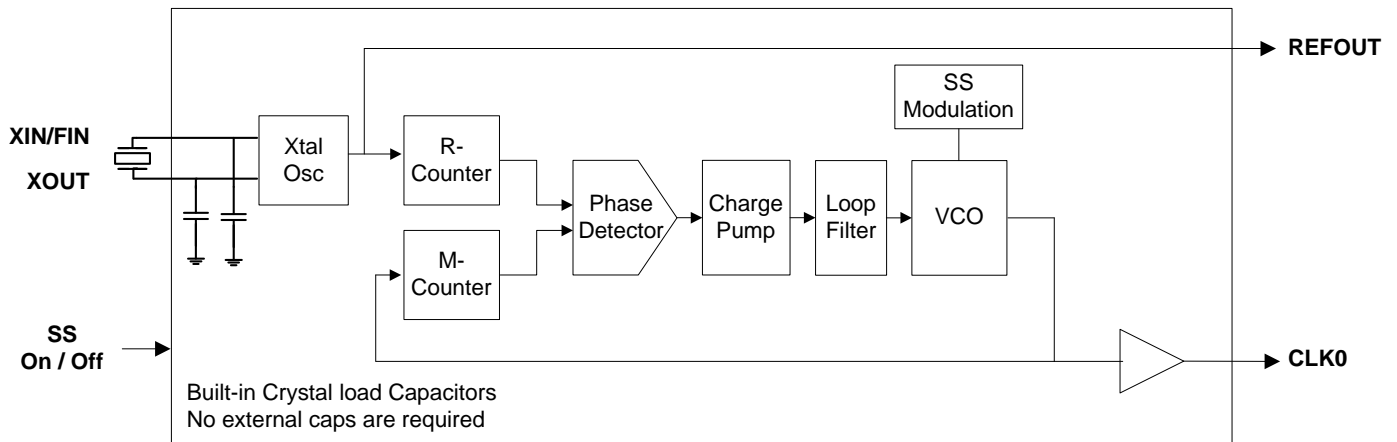 REFOUT
SS
Modulation
XIN/FIN
XOUT
Xtal
Osc
R-
Counter
Phase
Detector
Charge
Pump
Loop
Filter
VCO
M-
Counter
SS
On / Off
CLK0
Built-in Crystal load Capacitors
No external caps are required